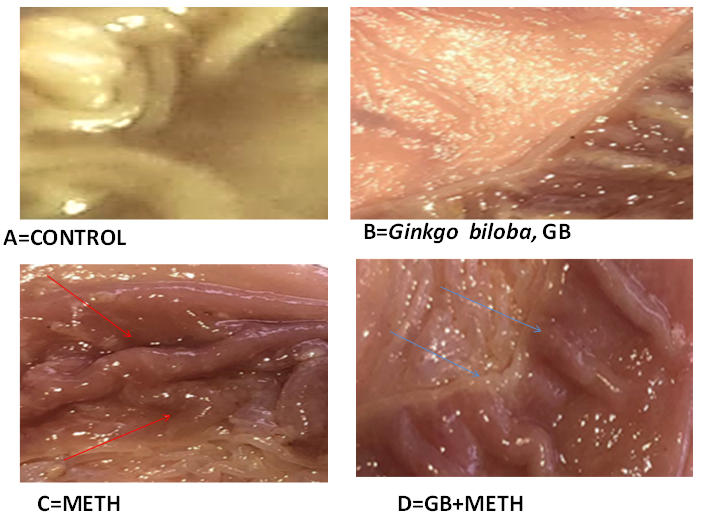 A=CONTROL
B=Ginkgo biloba, GB
C=METH
D=GB+METH